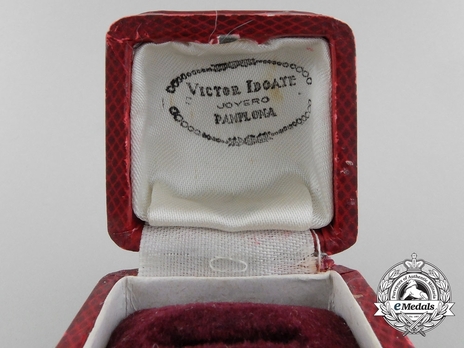 VICTOR IDOATE
JOYERO
PAMPLONA
eMedals